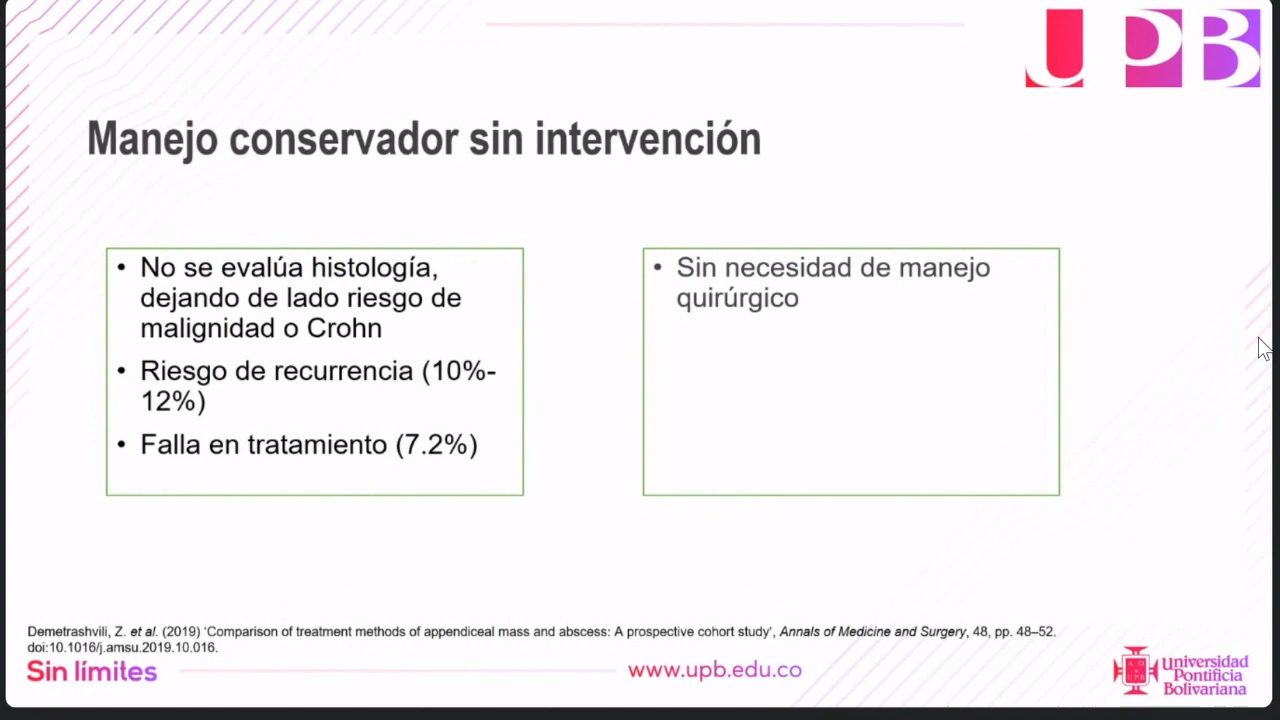 UPB
Manejo conservador sin intervención
• No se evalúa histología,
dejando de lado riesgo de
malignidad o Crohn
• Riesgo de recurrencia (10%-
12%)
• Falla en tratamiento (7.2%)
• Sin necesidad de manejo
quirúrgico
Demetrashvili, Z. et al. (2019) ‘Comparison of treatment methods of appendiceal mass and abscess: A prospective cohort study’, Annals of Medicine and Surgery, 48, pp. 48–52.
doi:10.1016/j.amsu.2019.10.016.
Sin límites
www.upb.edu.co
Universidad
Pontificia
Bolivariana